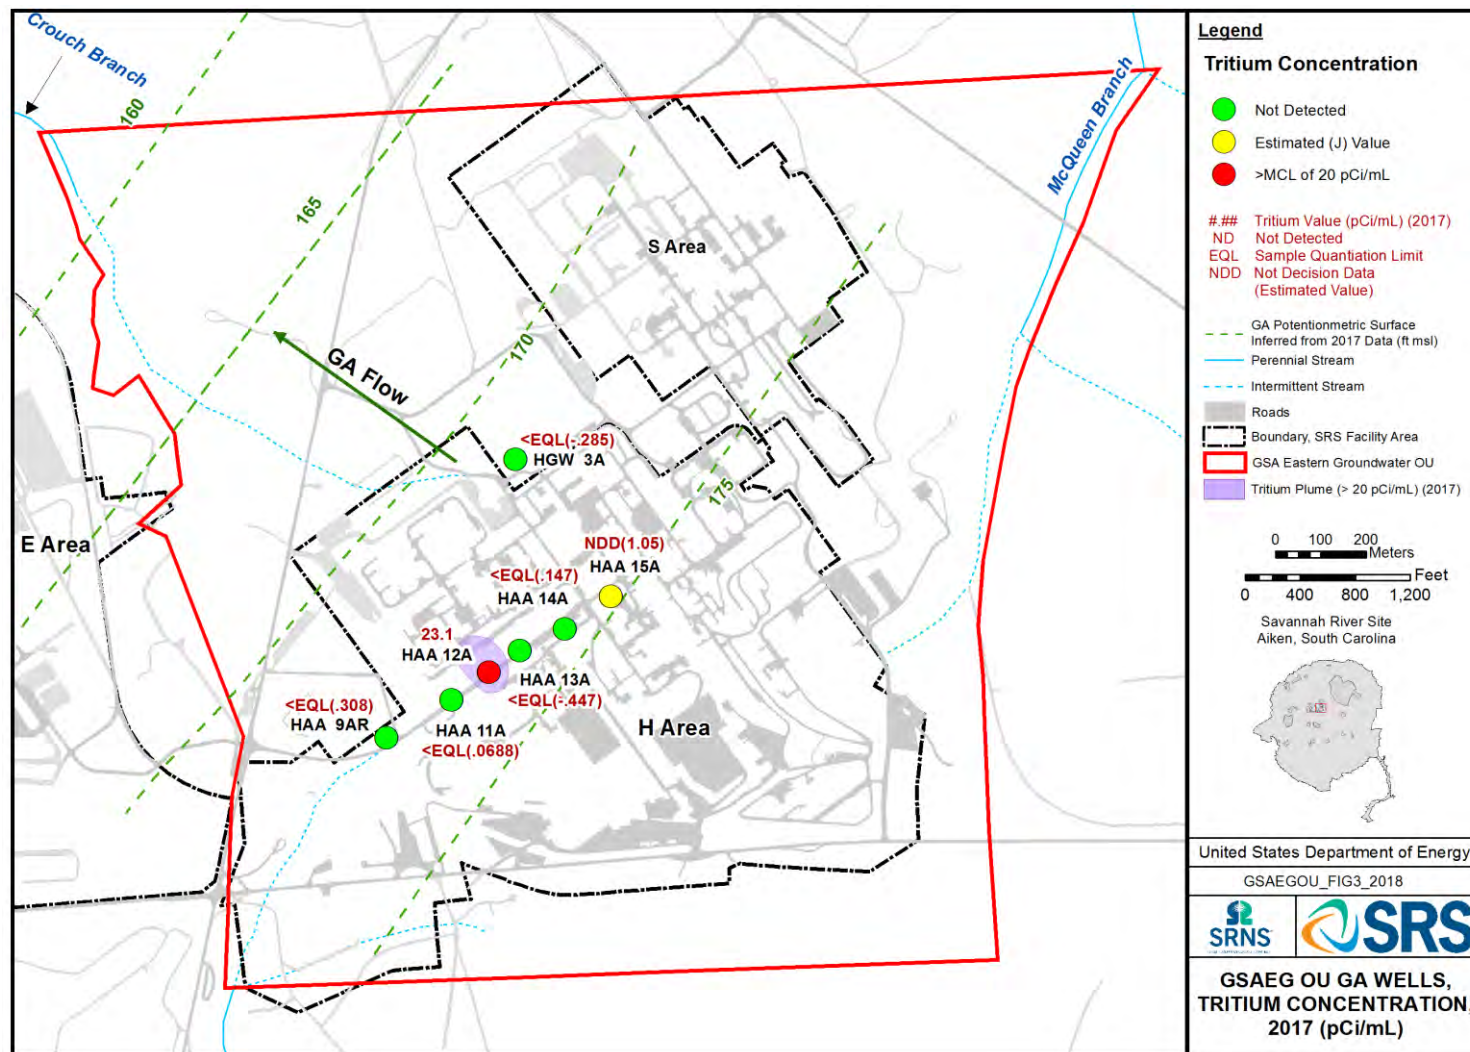 Crouch Branch
160
165
170
175
McQueen Branch
S Area
GA Flow
<EQL(-.285)
HGW 3A
E Area
NDD(1.05)
HAA 15A
<EQL(.147)
HAA 14A
23.1
HAA 12A
HAA 13A
<EQL(-.447)
<EQL(.308)
HAA 9AR
HAA 11A
<EQL(.0688)
H Area
Legend
Tritium Concentration
Not Detected
Estimated (J) Value
>MCL of 20 pCi/mL
#.## Tritium Value (pCi/mL) (2017)
ND Not Detected
EQL Sample Quantiation Limit
NDD Not Decision Data
(Estimated Value)
GA Potentionmetric Surface
Inferred from 2017 Data (ft msl)
Perennial Stream
Intermittent Stream
Roads
Boundary, SRS Facility Area
GSA Eastern Groundwater OU
Tritium Plume (> 20 pCi/mL) (2017)
0 100 200
Meters
Feet
0 400 800 1,200
Savannah River Site
Aiken, South Carolina
United States Department of Energy
GSAEGOU_FIG3_2018
SRNS
SRS
GSAEG OU GA WELLS,
TRITIUM CONCENTRATION,
2017 (pCi/mL)